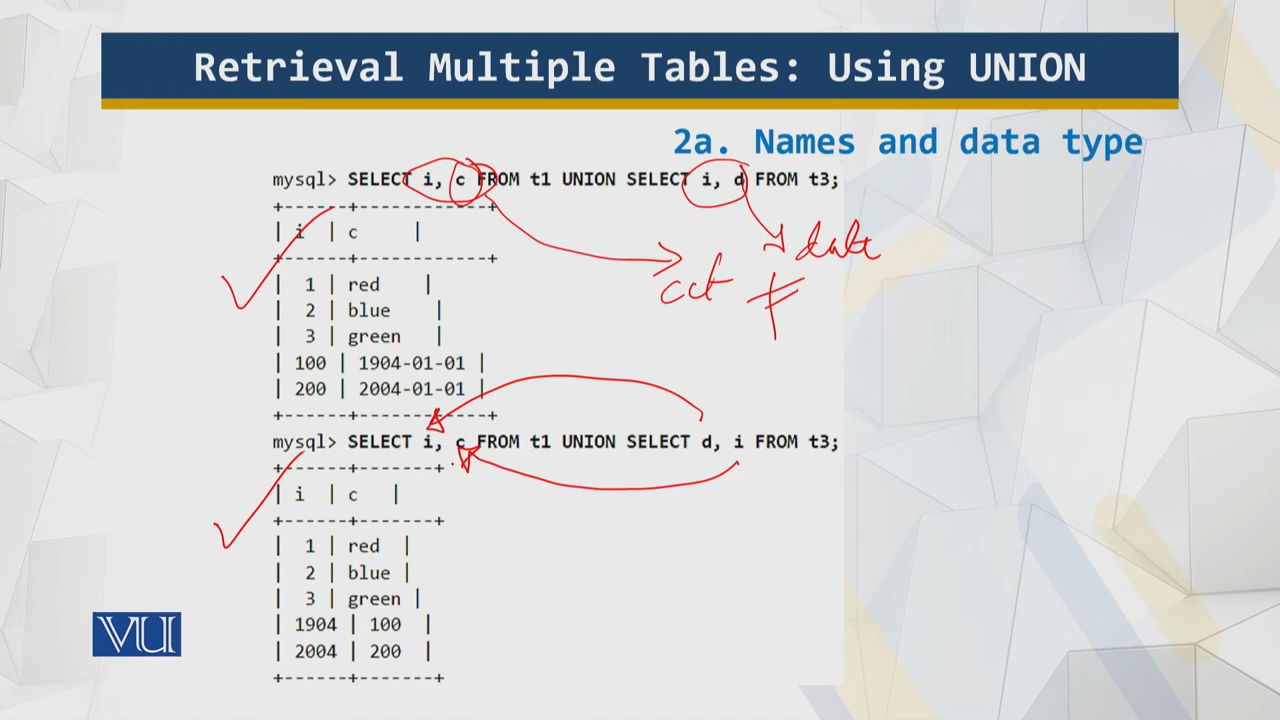 Retrieval Multiple Tables: Using UNION
2a. Names and data type
mysql> SELECT i, c FROM t1 UNION SELECT i, d FROM t3;
+------+-----------+
| i | c |
+------+-----------+
| 1 | red |
| 2 | blue |
| 3 | green |
| 100 | 1904-01-01 |
| 200 | 2004-01-01 |
+------+-----------+
date
≠
mysql> SELECT i, c FROM t1 UNION SELECT d, i FROM t3;
+------+-------+
| i | c |
+------+-------+
| 1 | red |
| 2 | blue |
| 3 | green |
| 1904 | 100 |
| 2004 | 200 |
+------+-------+
VU